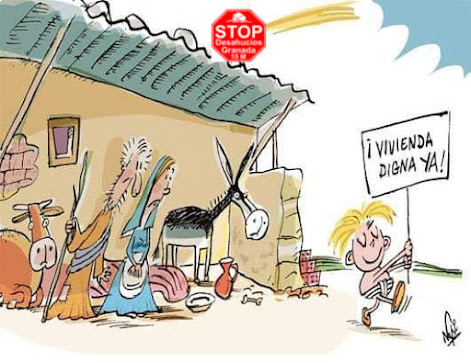 STOP
Desahucios
Granada
15 M
¡ VIVIENDA
DIGNA YA!